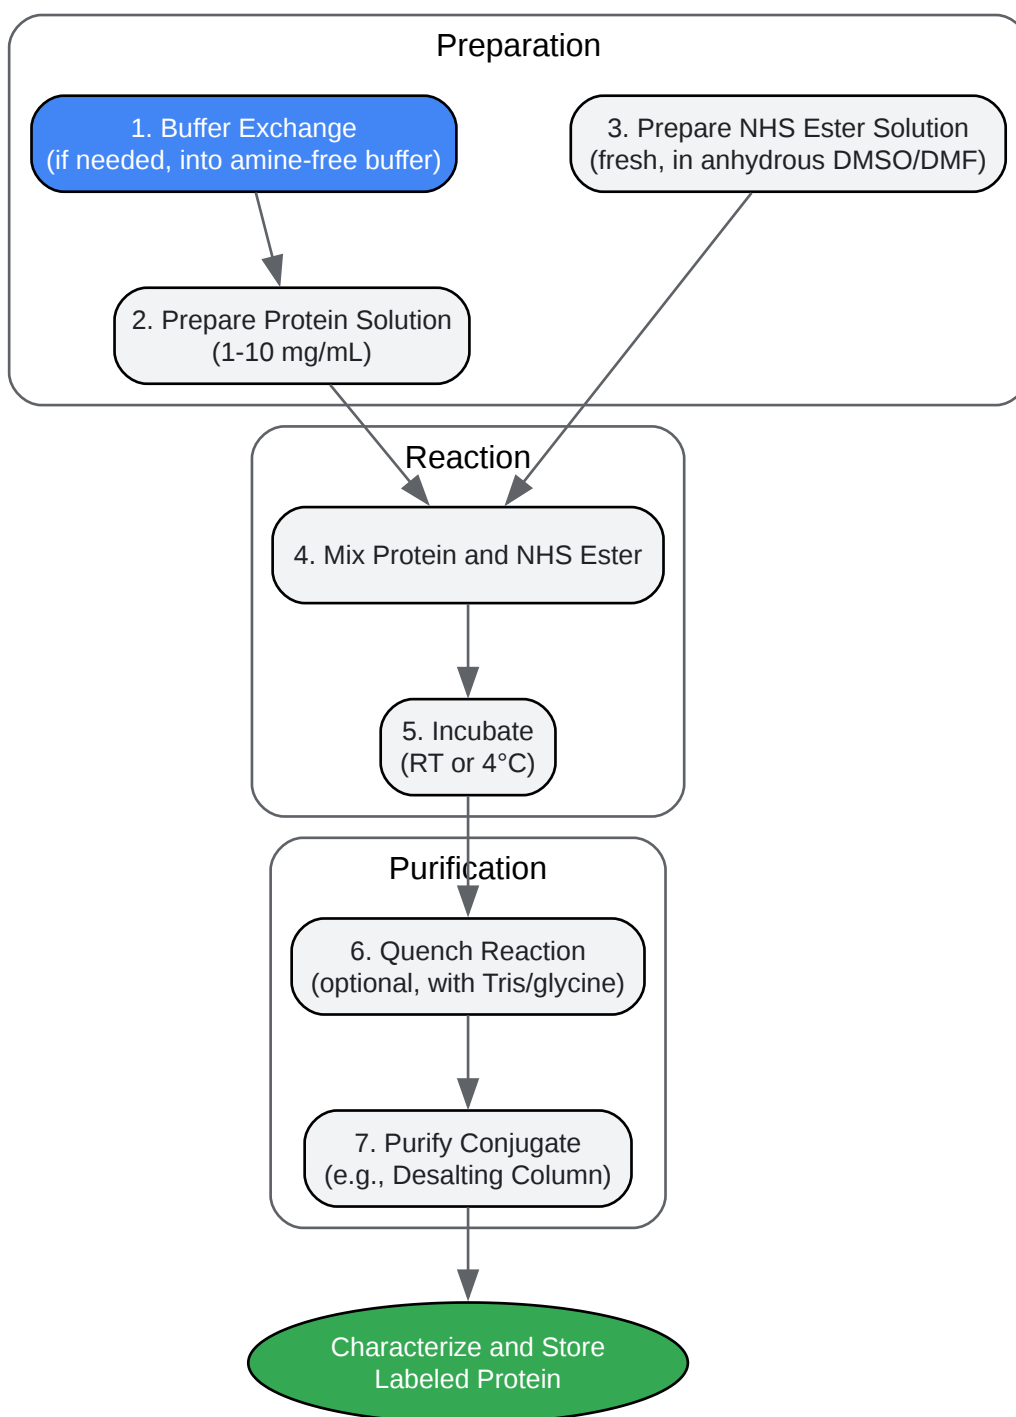 Preparation
1. Buffer Exchange
(if needed, into amine-free buffer)
3. Prepare NHS Ester Solution
(fresh, in anhydrous DMSO/DMF)
2. Prepare Protein Solution
(1-10 mg/mL)
Reaction
4. Mix Protein and NHS Ester
5. Incubate
(RT or 4°C)
Purification
6. Quench Reaction
(optional, with Tris/glycine)
7. Purify Conjugate
(e.g., Desalting Column)
Characterize and Store
Labeled Protein